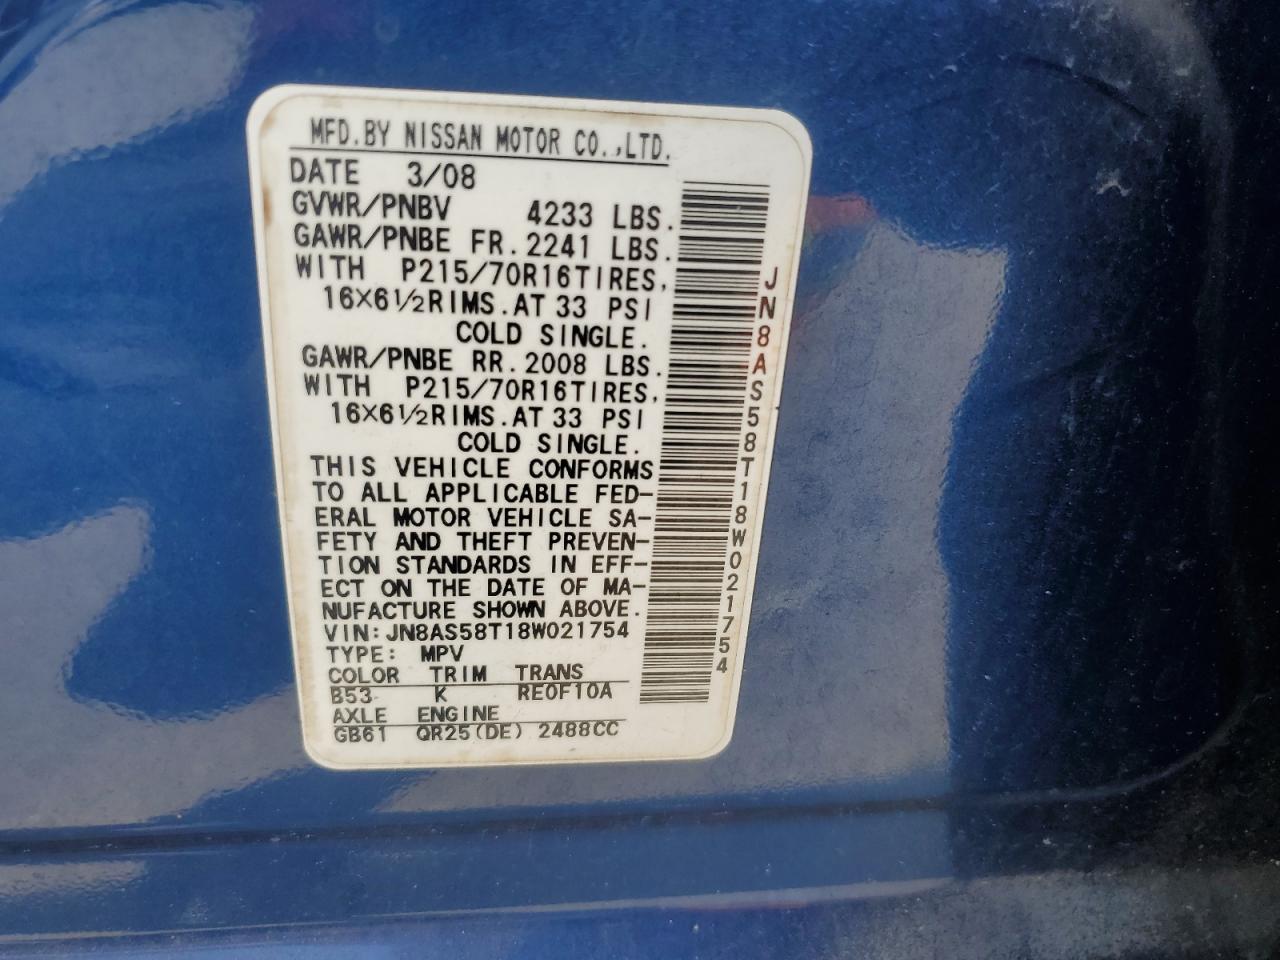 MFD.BY NISSAN MOTOR CO.,LTD.
DATE 3/08
GVWR/PNBV 4233 LBS.
GAWR/PNBE FR.2241 LBS.
WITH P215/70R16TIRES,
16X6½RIMS.AT 33 PSI
COLD SINGLE.
GAWR/PNBE RR.2008 LBS.
WITH P215/70R16TIRES,
16X6½RIMS.AT 33 PSI
COLD SINGLE.
THIS VEHICLE CONFORMS
TO ALL APPLICABLE FED-
ERAL MOTOR VEHICLE SA-
FETY AND THEFT PREVEN-
TION STANDARDS IN EFF-
ECT ON THE DATE OF MA-
NUFACTURE SHOWN ABOVE.
VIN:JN8AS58T18W021754
TYPE: MPV
COLOR TRIM TRANS
B53 K RE0F10A
AXLE ENGINE
GB61 QR25(DE) 2488CC
JN8AS58T18W021754